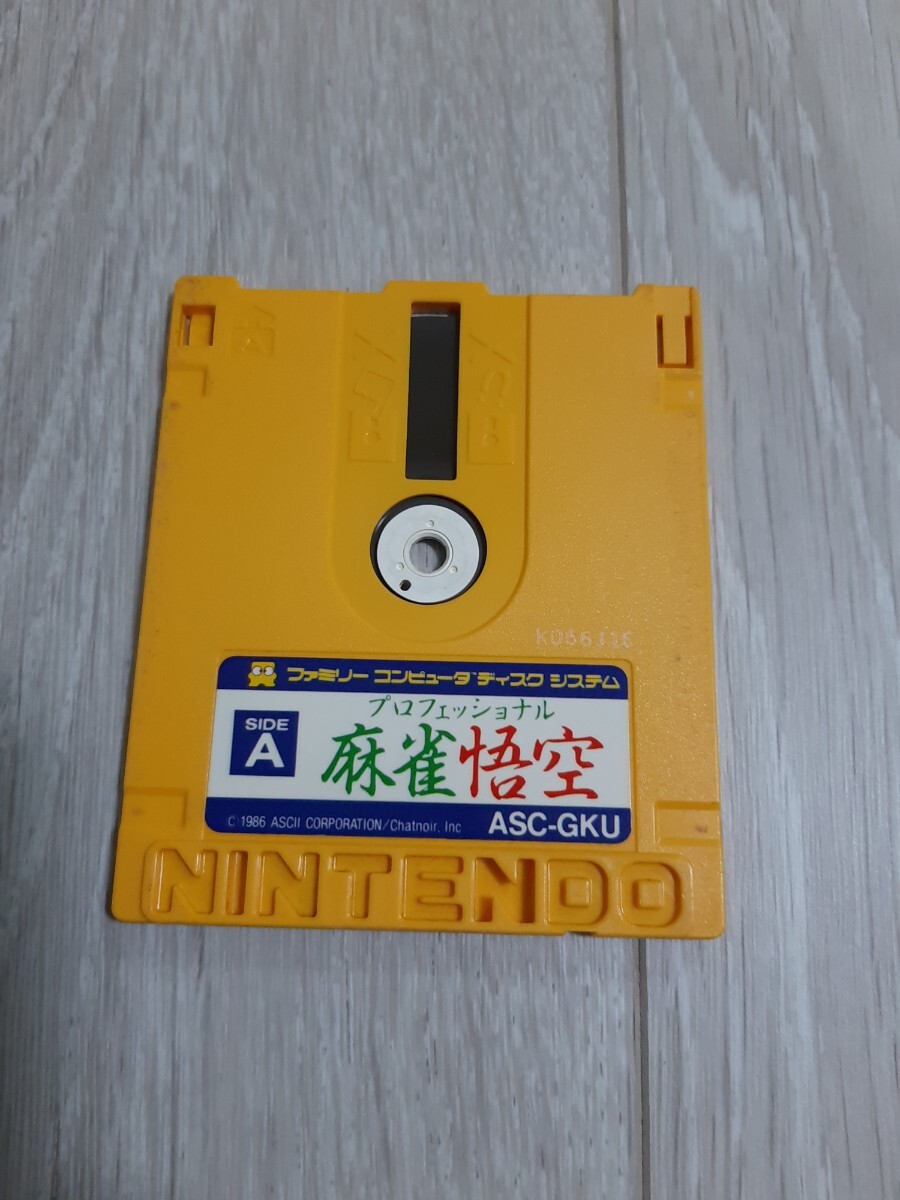 K056116
ファミリー コンピュータ ディスク システム
プロフェッショナル
SIDE A
麻雀悟空
© 1986 ASCII CORPORATION/Chatnoir, Inc
ASC-GKU
NINTENDO